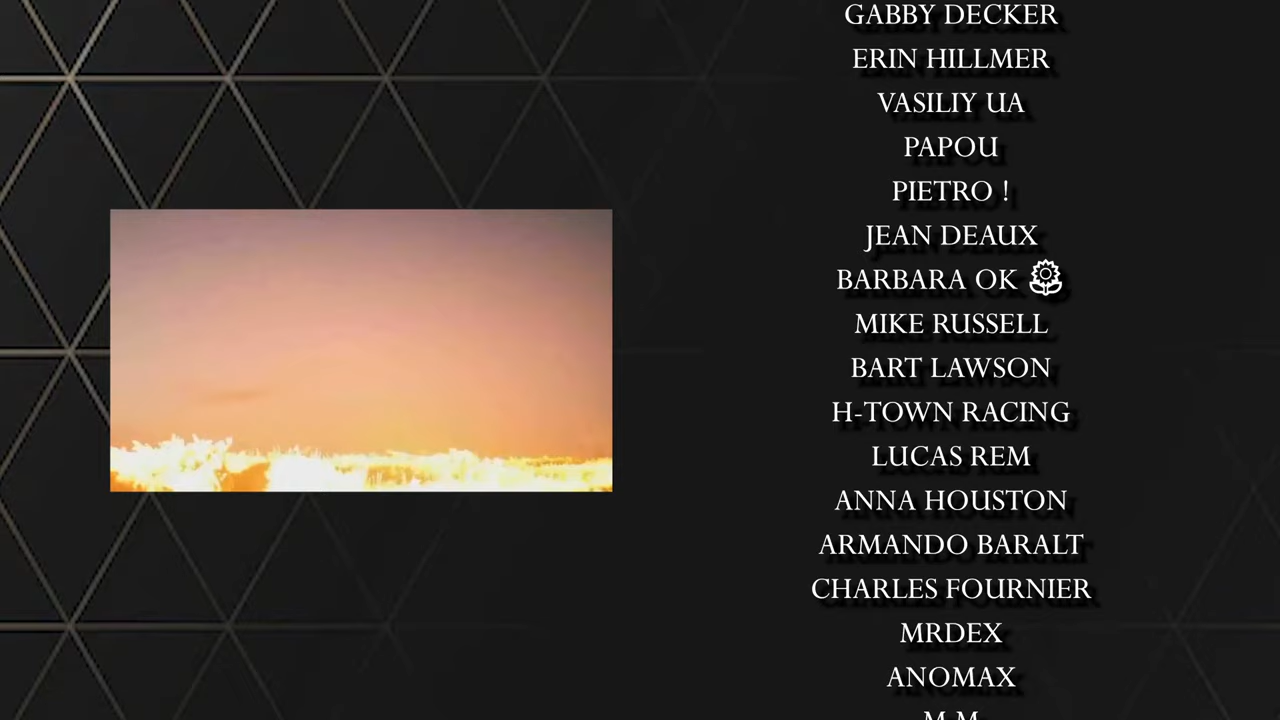 GABBY DECKER
ERIN HILLMER
VASILIY UA
PAPOU
PIETRO !
JEAN DEAUX
BARBARA OK 🌻
MIKE RUSSELL
BART LAWSON
H-TOWN RACING
LUCAS REM
ANNA HOUSTON
ARMANDO BARALT
CHARLES FOURNIER
MRDEX
ANOMAX